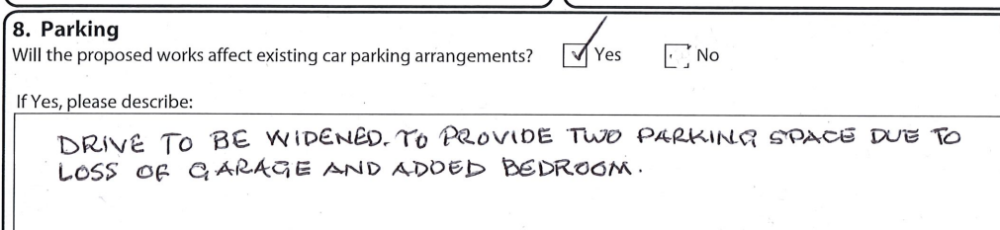 8. Parking
Will the proposed works affect existing car parking arrangements? Yes No
If Yes, please describe:
DRIVE TO BE WIDENED. TO PROVIDE TWO PARKING SPACE DUE TO
LOSS OF GARAGE AND ADDED BEDROOM.